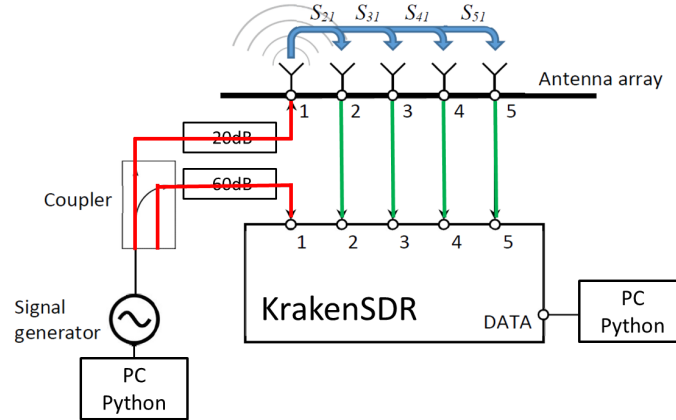 S21 S31 S41 S51
Antenna array
1 2 3 4 5
20dB
60dB
Coupler
1 2 3 4 5
KrakenSDR
DATA
PC
Python
Signal
generator
PC
Python